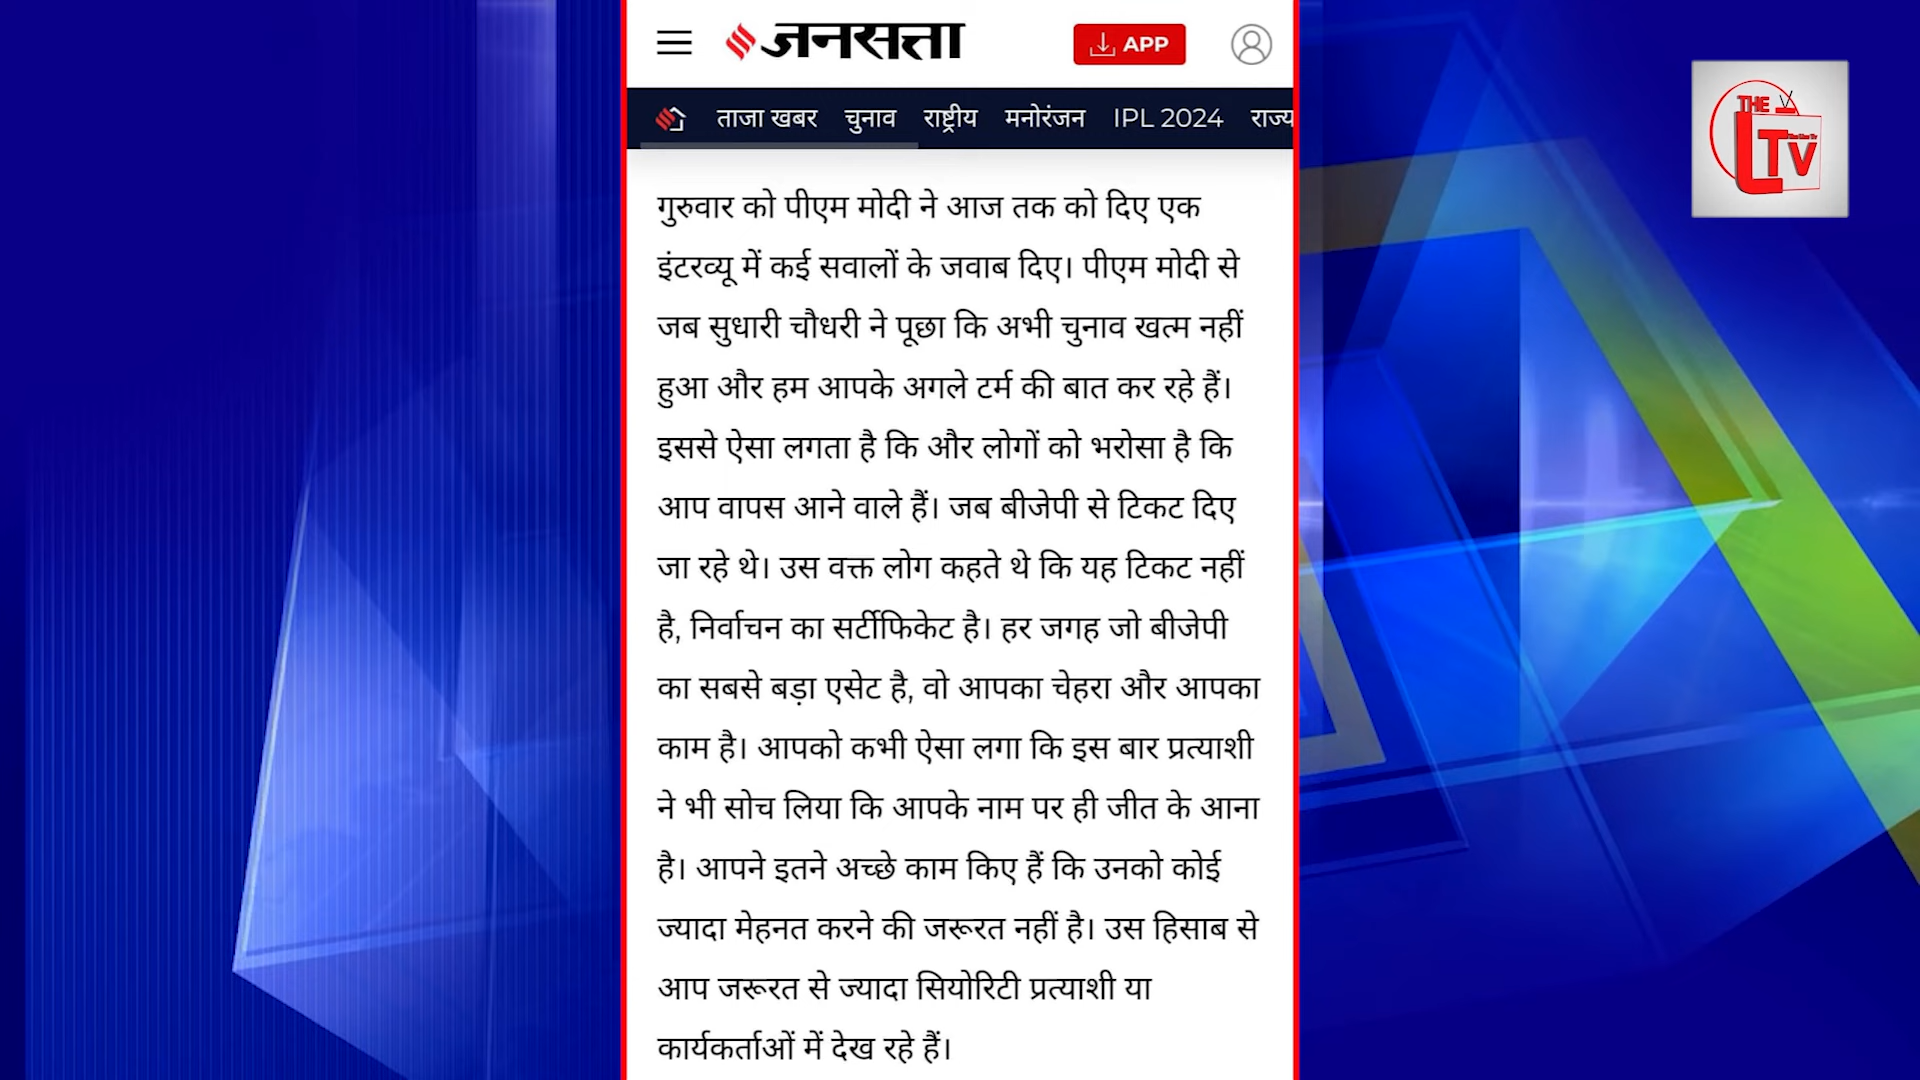 जनसत्ता
APP
ताजा खबर चुनाव राष्ट्रीय मनोरंजन IPL 2024 राज्य
THE
LTV
गुरुवार को पीएम मोदी ने आज तक को दिए एक
इंटरव्यू में कई सवालों के जवाब दिए। पीएम मोदी से
जब सुधारी चौधरी ने पूछा कि अभी चुनाव खत्म नहीं
हुआ और हम आपके अगले टर्म की बात कर रहे हैं।
इससे ऐसा लगता है कि और लोगों को भरोसा है कि
आप वापस आने वाले हैं। जब बीजेपी से टिकट दिए
जा रहे थे। उस वक्त लोग कहते थे कि यह टिकट नहीं
है, निर्वाचन का सर्टीफिकेट है। हर जगह जो बीजेपी
का सबसे बड़ा एसेट है, वो आपका चेहरा और आपका
काम है। आपको कभी ऐसा लगा कि इस बार प्रत्याशी
ने भी सोच लिया कि आपके नाम पर ही जीत के आना
है। आपने इतने अच्छे काम किए हैं कि उनको कोई
ज्यादा मेहनत करने की जरूरत नहीं है। उस हिसाब से
आप जरूरत से ज्यादा सियोरिटी प्रत्याशी या
कार्यकर्ताओं में देख रहे हैं।